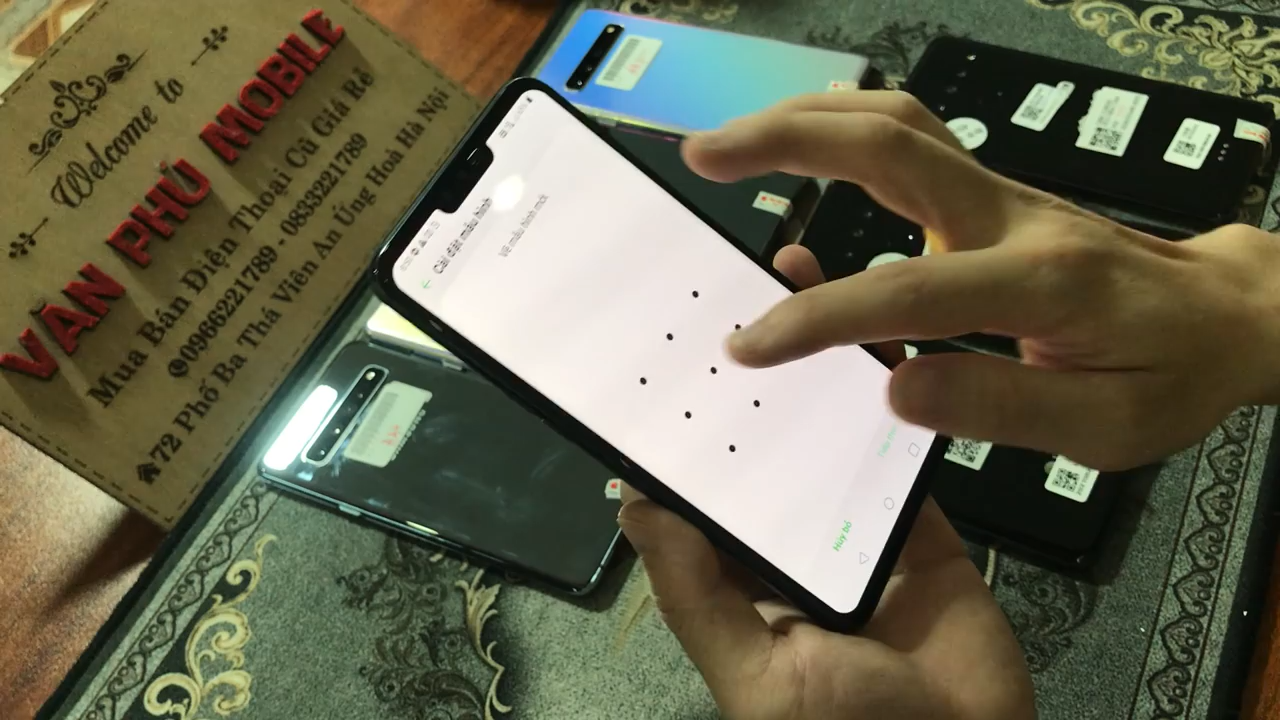 Welcome to
VĂN PHÚ MOBILE
Mua Bán Điện Thoại Cũ Giá Rẻ
0966221789 - 0833221789
72 Phố Ba Thá Viên An Ứng Hoà Hà Nội
Cài đặt mẫu hình
Vẽ mẫu hình mới
Hủy bỏ